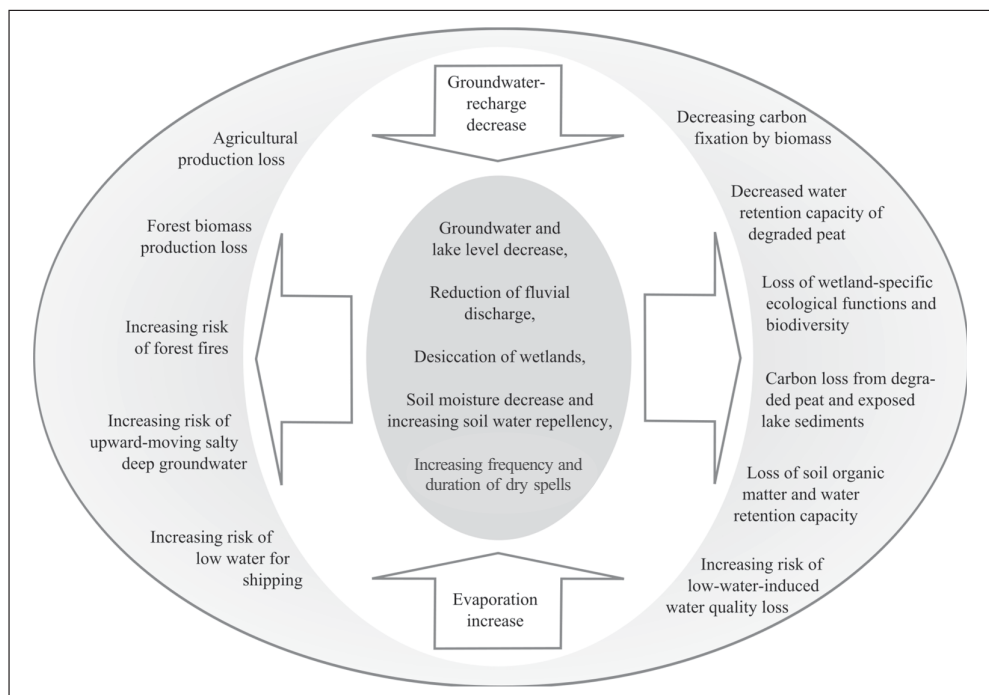 Groundwater-
recharge
decrease
Agricultural
production loss
Forest biomass
production loss
Increasing risk
of forest fires
Increasing risk of
upward-moving salty
deep groundwater
Increasing risk of
low water for
shipping
Groundwater and
lake level decrease,
Reduction of fluvial
discharge,
Desiccation of wetlands,
Soil moisture decrease and
increasing soil water repellency,
Increasing frequency and
duration of dry spells
Decreasing carbon
fixation by biomass
Decreased water
retention capacity of
degraded peat
Loss of wetland-specific
ecological functions and
biodiversity
Carbon loss from degra-
ded peat and exposed
lake sediments
Loss of soil organic
matter and water
retention capacity
Increasing risk of
low-water-induced
water quality loss
Evaporation
increase